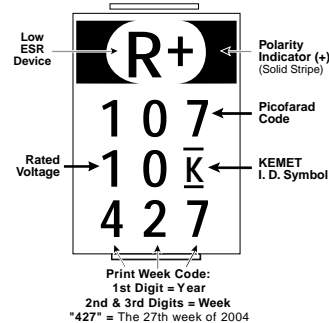 Low
ESR
Device
R+
Polarity
Indicator (+)
(Solid Stripe)
1 0 7
Picofarad
Code
Rated
Voltage
1 0 K
KEMET
I. D. Symbol
4 2 7
Print Week Code:
1st Digit = Year
2nd & 3rd Digits = Week
"427" = The 27th week of 2004